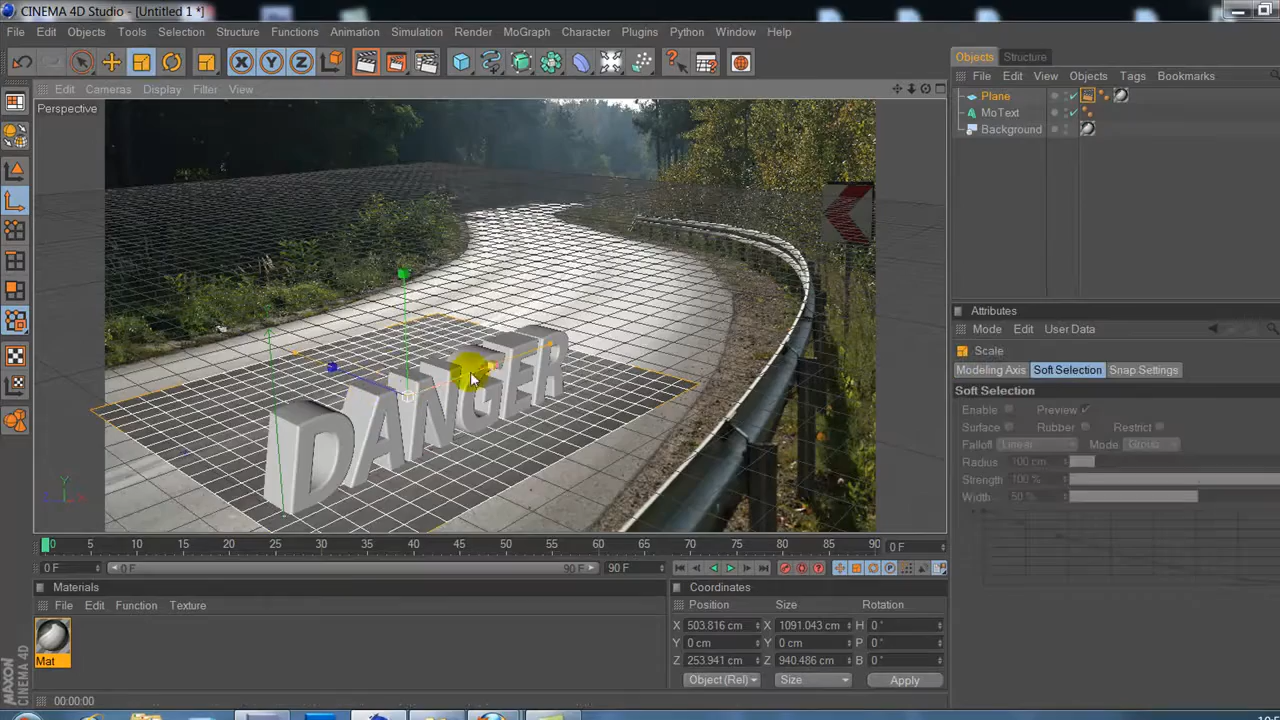 CINEMA 4D Studio - [Untitled 1 *]
File Edit Objects Tools Selection Structure Functions Animation Simulation Render MoGraph Character Plugins Window Help
Edit Cameras Display Filter View
Perspective
DANGER
Y
0 5 10 15 20 25 30 35 40 45 50 55 60 65 70 75 80 85 90 0 F
0 F 0 F 90 F 90 F
Materials
File Edit Function Texture
Mat
MAXON
CINEMA 4D
00:00:00
Coordinates
Position Size Rotation
X 503.816 cm X 1091.043 cm H 0 °
Y 0 cm Y 0 cm P 0 °
Z 253.941 cm Z 940.486 cm B 0 °
Object (Rel) Size Apply
Objects Structure
File Edit View Objects Tags Bookmarks
Plane
MoText
Background
Attributes
Mode Edit User Data
Scale
Modeling Axis Soft Selection Snap Settings
Soft Selection
Enable Preview
Surface Rubber Restrict
Falloff Linear Mode Group
Radius 100 cm
Strength 100 %
Width 50 %